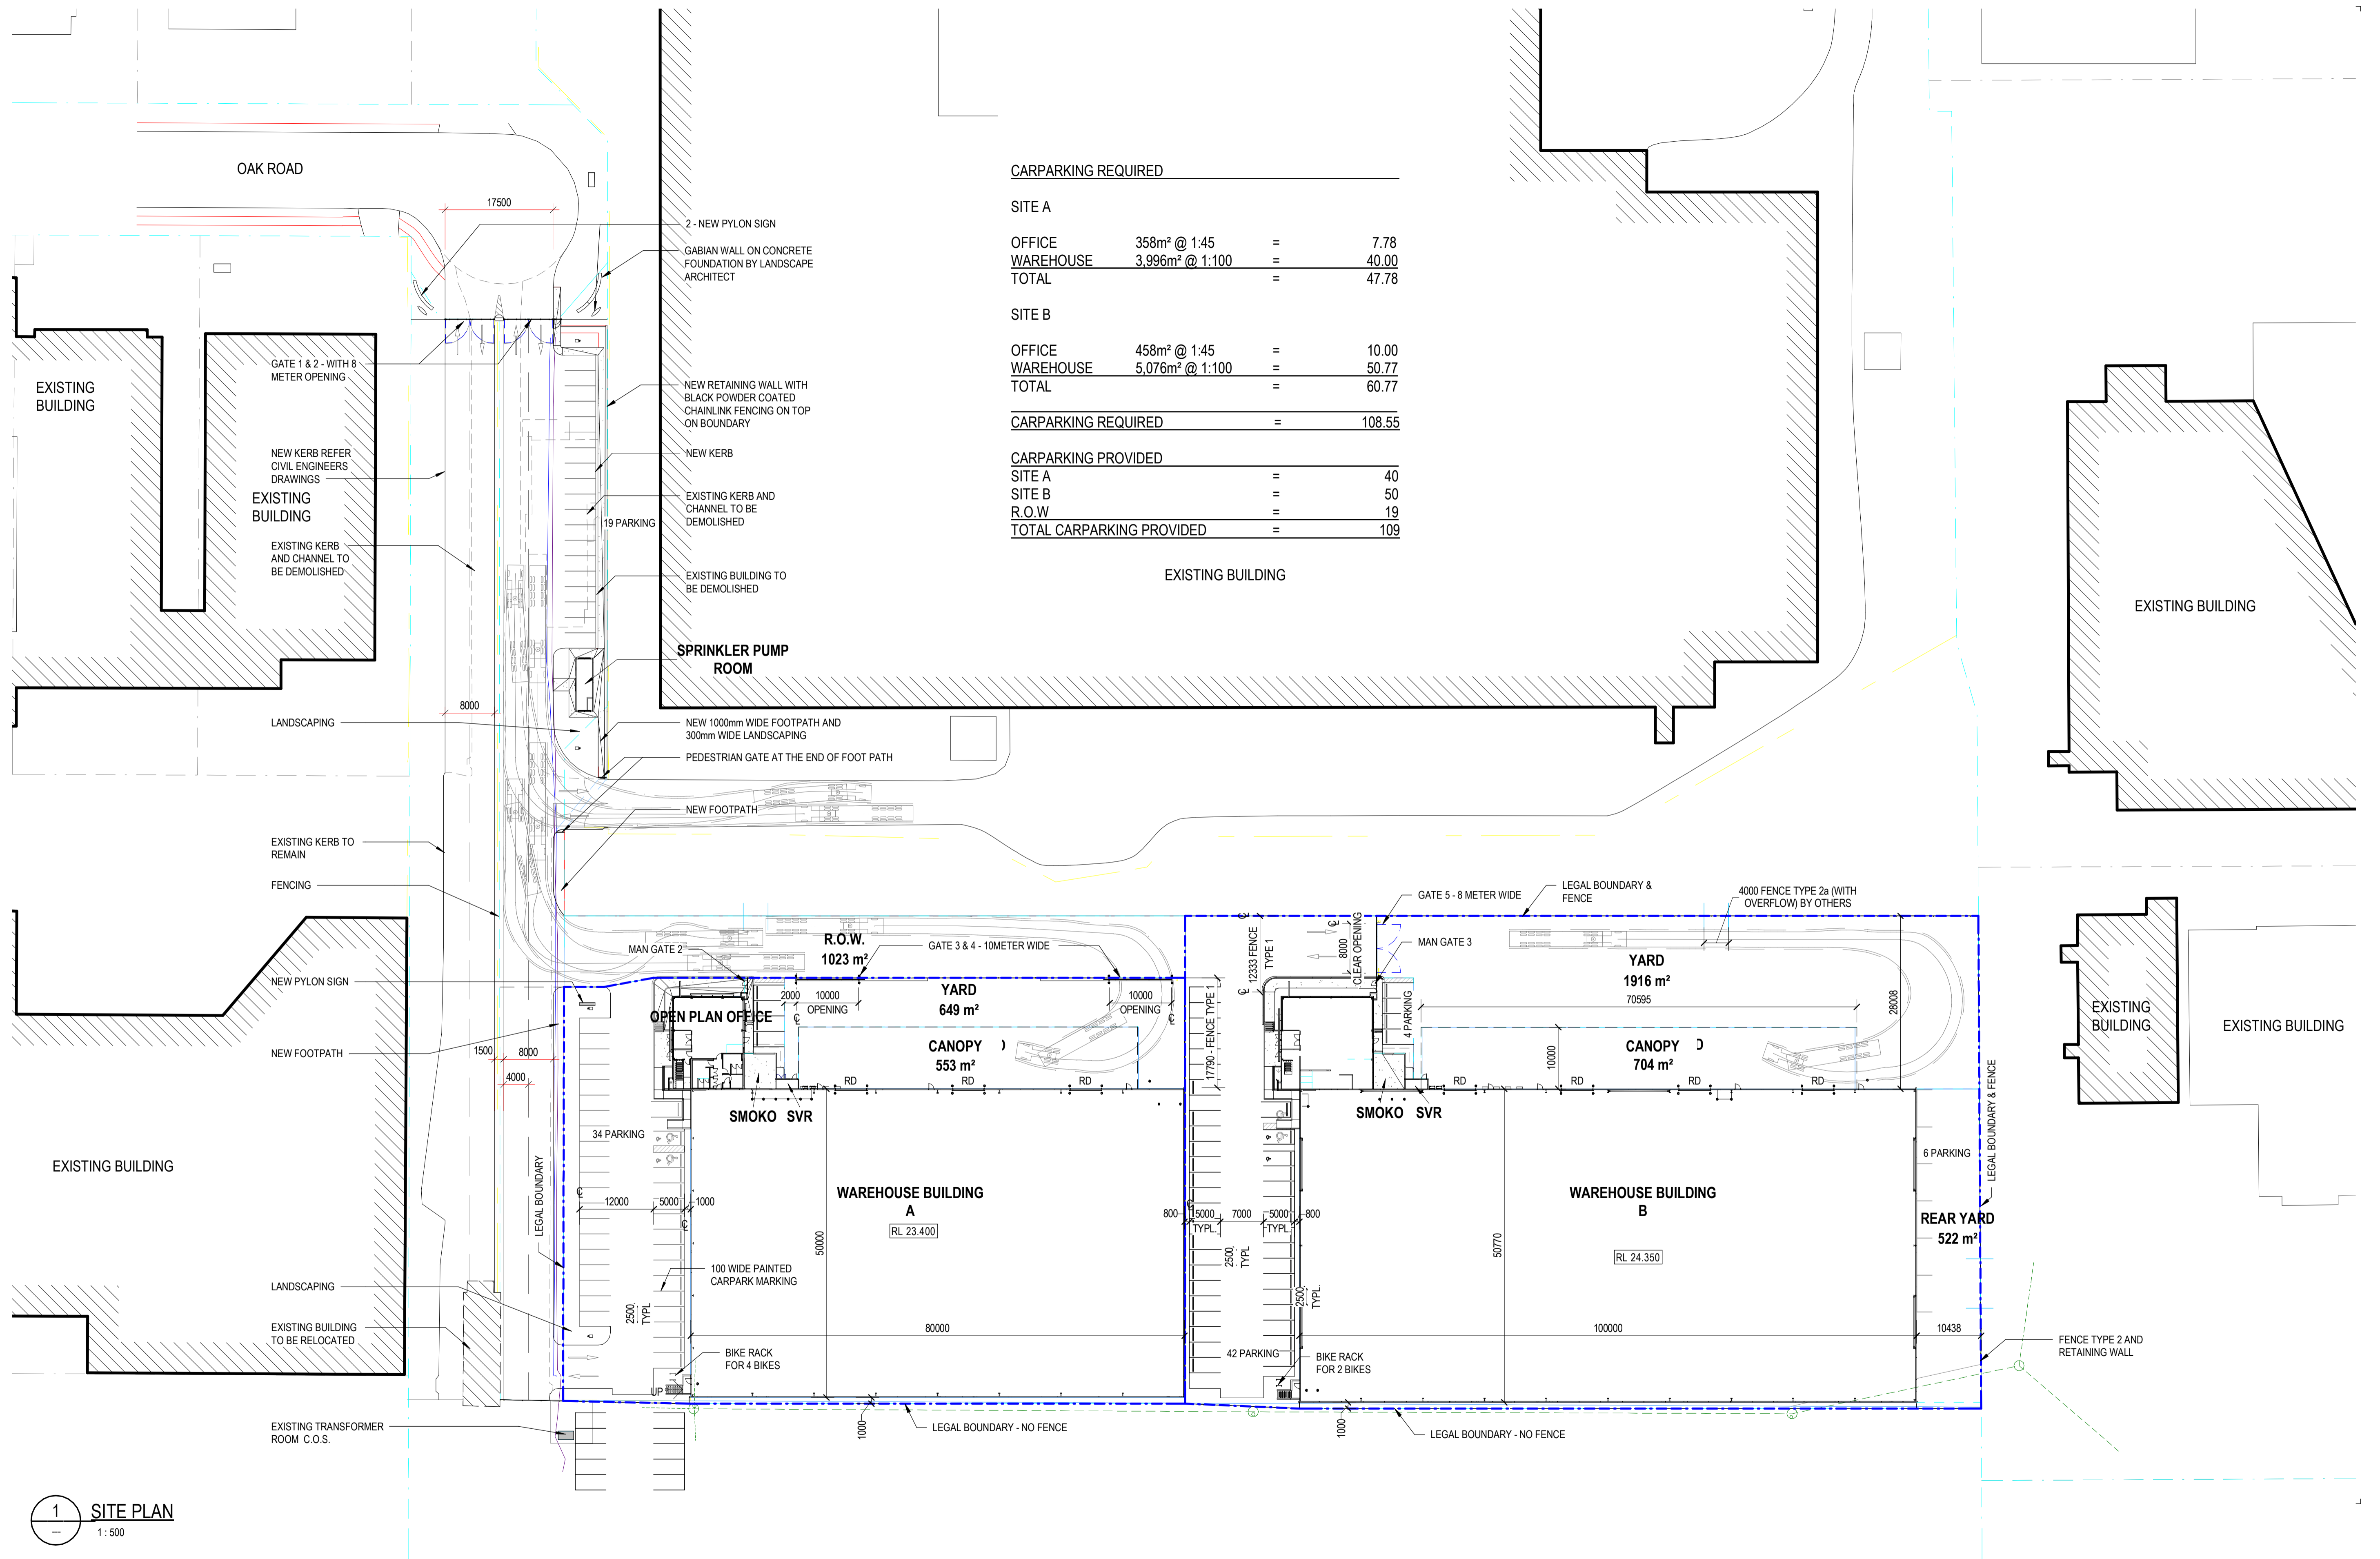 OAK ROAD
17500
2 - NEW PYLON SIGN
GABIAN WALL ON CONCRETE
FOUNDATION BY LANDSCAPE
ARCHITECT
CARPARKING REQUIRED
SITE A
OFFICE 358m² @ 1:45 = 7.78
WAREHOUSE 3,996m² @ 1:100 = 40.00
TOTAL = 47.78
SITE B
OFFICE 458m² @ 1:45 = 10.00
WAREHOUSE 5,076m² @ 1:100 = 50.77
TOTAL = 60.77
CARPARKING REQUIRED = 108.55
CARPARKING PROVIDED
SITE A = 40
SITE B = 50
R.O.W = 19
TOTAL CARPARKING PROVIDED = 109
EXISTING BUILDING
GATE 1 & 2 - WITH 8
METER OPENING
EXISTING
BUILDING
NEW KERB REFER
CIVIL ENGINEERS
DRAWINGS
EXISTING
BUILDING
EXISTING KERB
AND CHANNEL TO
BE DEMOLISHED
NEW RETAINING WALL WITH
BLACK POWDER COATED
CHAINLINK FENCING ON TOP
ON BOUNDARY
NEW KERB
EXISTING KERB AND
CHANNEL TO BE
DEMOLISHED
19 PARKING
EXISTING BUILDING TO
BE DEMOLISHED
SPRINKLER PUMP
ROOM
8000
LANDSCAPING
NEW 1000mm WIDE FOOTPATH AND
300mm WIDE LANDSCAPING
PEDESTRIAN GATE AT THE END OF FOOT PATH
NEW FOOTPATH
EXISTING BUILDING
EXISTING KERB TO
REMAIN
FENCING
NEW PYLON SIGN
NEW FOOTPATH
1500
8000
4000
MAN GATE 2
R.O.W.
1023 m²
GATE 3 & 4 - 10METER WIDE
2000
10000
OPENING
YARD
649 m²
10000
OPENING
OPEN PLAN OFFICE
CANOPY
553 m²
RD
RD
RD
SMOKO SVR
12333 FENCE
TYPE 1
8000
CLEAR OPENING
GATE 5 - 8 METER WIDE
LEGAL BOUNDARY &
FENCE
4000 FENCE TYPE 2a (WITH
OVERFLOW) BY OTHERS
MAN GATE 3
YARD
1916 m²
70595
28008
17790 - FENCE TYPE 1
4 PARKING
CANOPY
704 m²
10000
RD
RD
RD
RD
SMOKO SVR
EXISTING
BUILDING
EXISTING BUILDING
LEGAL BOUNDARY & FENCE
EXISTING BUILDING
34 PARKING
LEGAL BOUNDARY
12000
5000
1000
WAREHOUSE BUILDING
A
RL 23.400
50000
800
5000
TYPL.
7000
5000
TYPL.
800
2500
TYPL
2500
TYPL.
WAREHOUSE BUILDING
B
RL 24.350
50770
6 PARKING
REAR YARD
522 m²
100 WIDE PAINTED
CARPARK MARKING
2500
TYPL
LANDSCAPING
EXISTING BUILDING
TO BE RELOCATED
80000
100000
10438
BIKE RACK
FOR 4 BIKES
UP
42 PARKING
BIKE RACK
FOR 2 BIKES
FENCE TYPE 2 AND
RETAINING WALL
EXISTING TRANSFORMER
ROOM C.O.S.
1000
LEGAL BOUNDARY - NO FENCE
1000
LEGAL BOUNDARY - NO FENCE
1
SITE PLAN
1 : 500